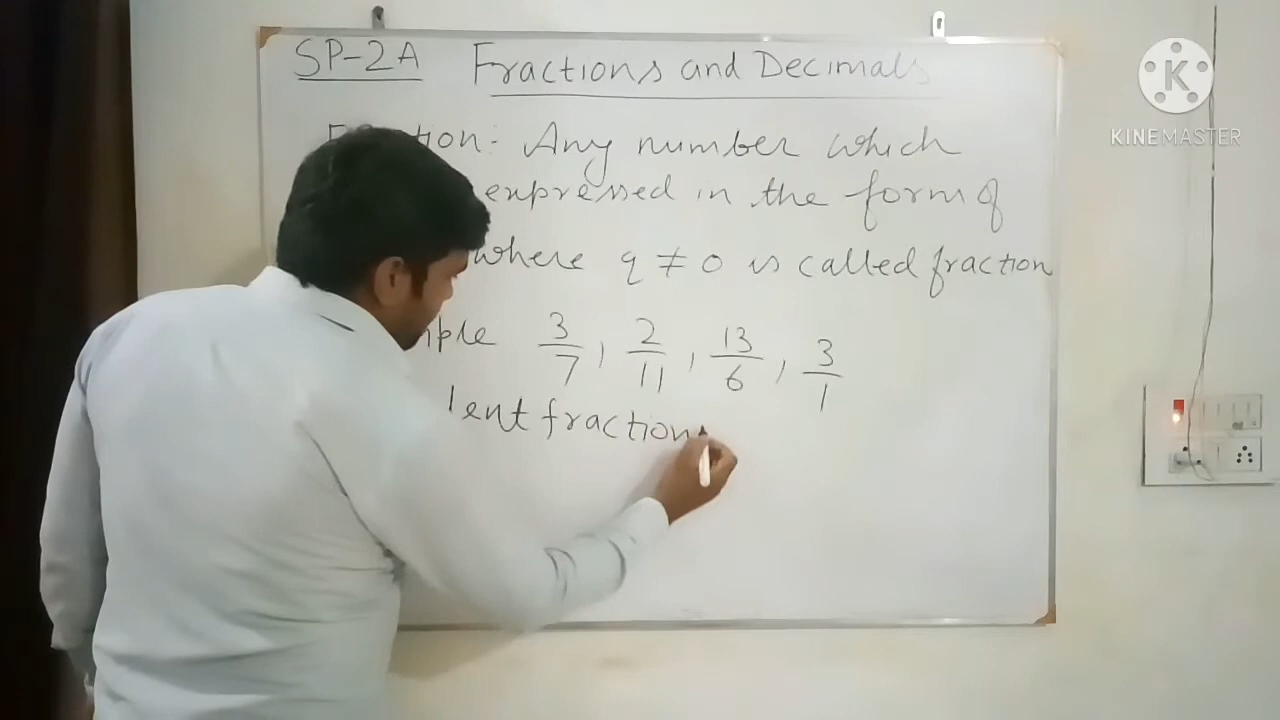 SP-2A Fractions and Decimals
tion:- Any number which
expressed in the form of
where q ≠ 0 is called fraction
ple 3/7, 2/11, 13/6, 3/1
lent fraction
K
KINEMASTER